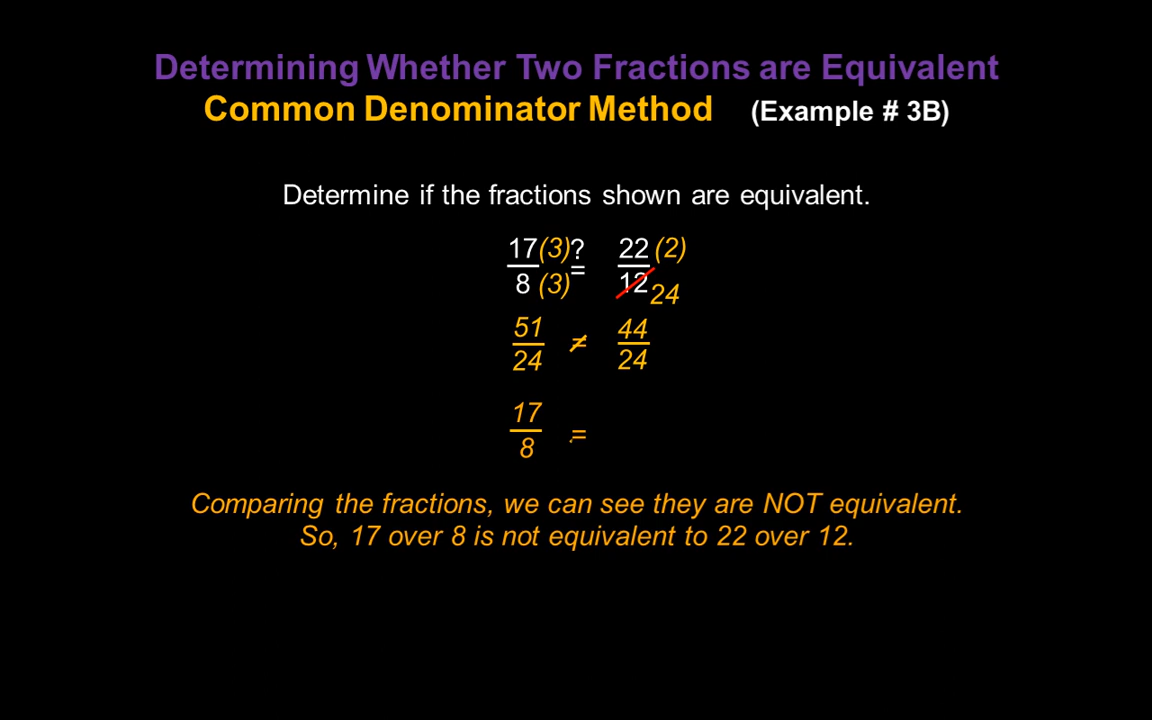 Determining Whether Two Fractions are Equivalent
Common Denominator Method (Example # 3B)
Determine if the fractions shown are equivalent.
17(3) ? 22 (2)
=
8 (3) 12 24
51 44
≠
24 24
17
=
8
Comparing the fractions, we can see they are NOT equivalent.
So, 17 over 8 is not equivalent to 22 over 12.